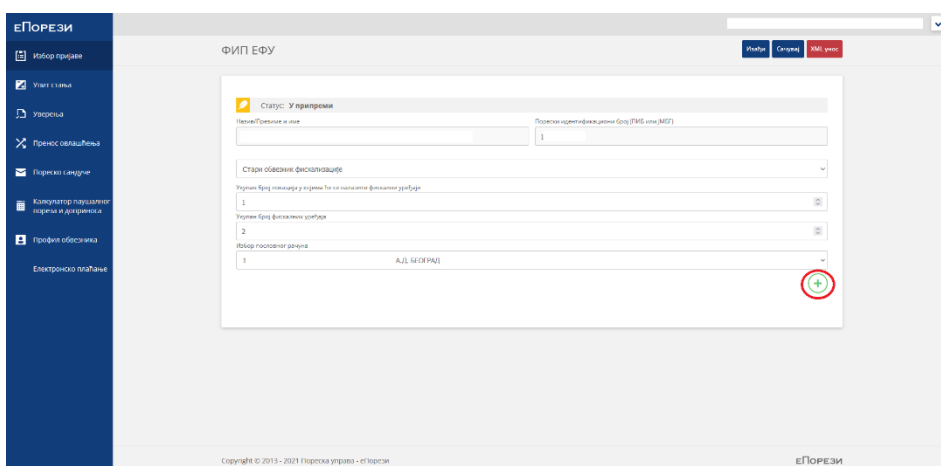 еПорези
Избор пријаве
Упит стања
Уверења
Пренос овлашћења
Пореско сандуче
Калкулатор паушалног
пореза и доприноса
Профил обвезника
Електронско плаћање
ФИП ЕФУ
Изађи Сачувај XML унос
Статус: У припреми
Назив/Презиме и име
Порески идентификациони број (ПИБ или ЈМБГ)
1
Стари обвезник фискализације
Укупан број локација у којима ће се налазити фискални уређаји
1
Укупан број фискалних уређаја
2
Избор пословног рачуна
1 А.Д. БЕОГРАД
Copyright © 2013 - 2021 Пореска управа - еПорези
еПОРЕЗИ